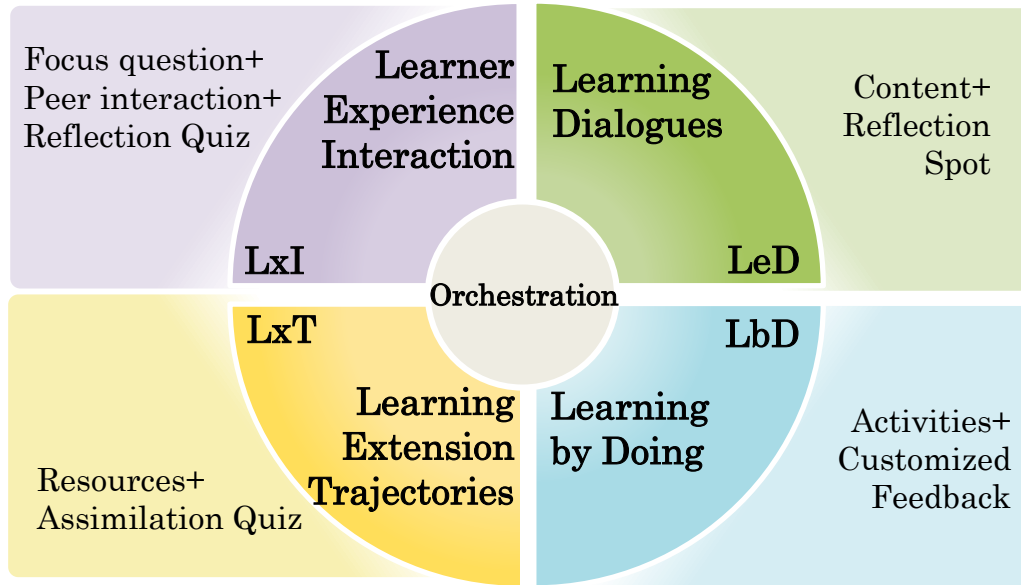 Focus question+
Peer interaction+
Reflection Quiz
Learner
Experience
Interaction
LxI
Learning
Dialogues
LeD
Content+
Reflection
Spot
Orchestration
LxT
Learning
Extension
Trajectories
Resources+
Assimilation Quiz
LbD
Learning
by Doing
Activities+
Customized
Feedback